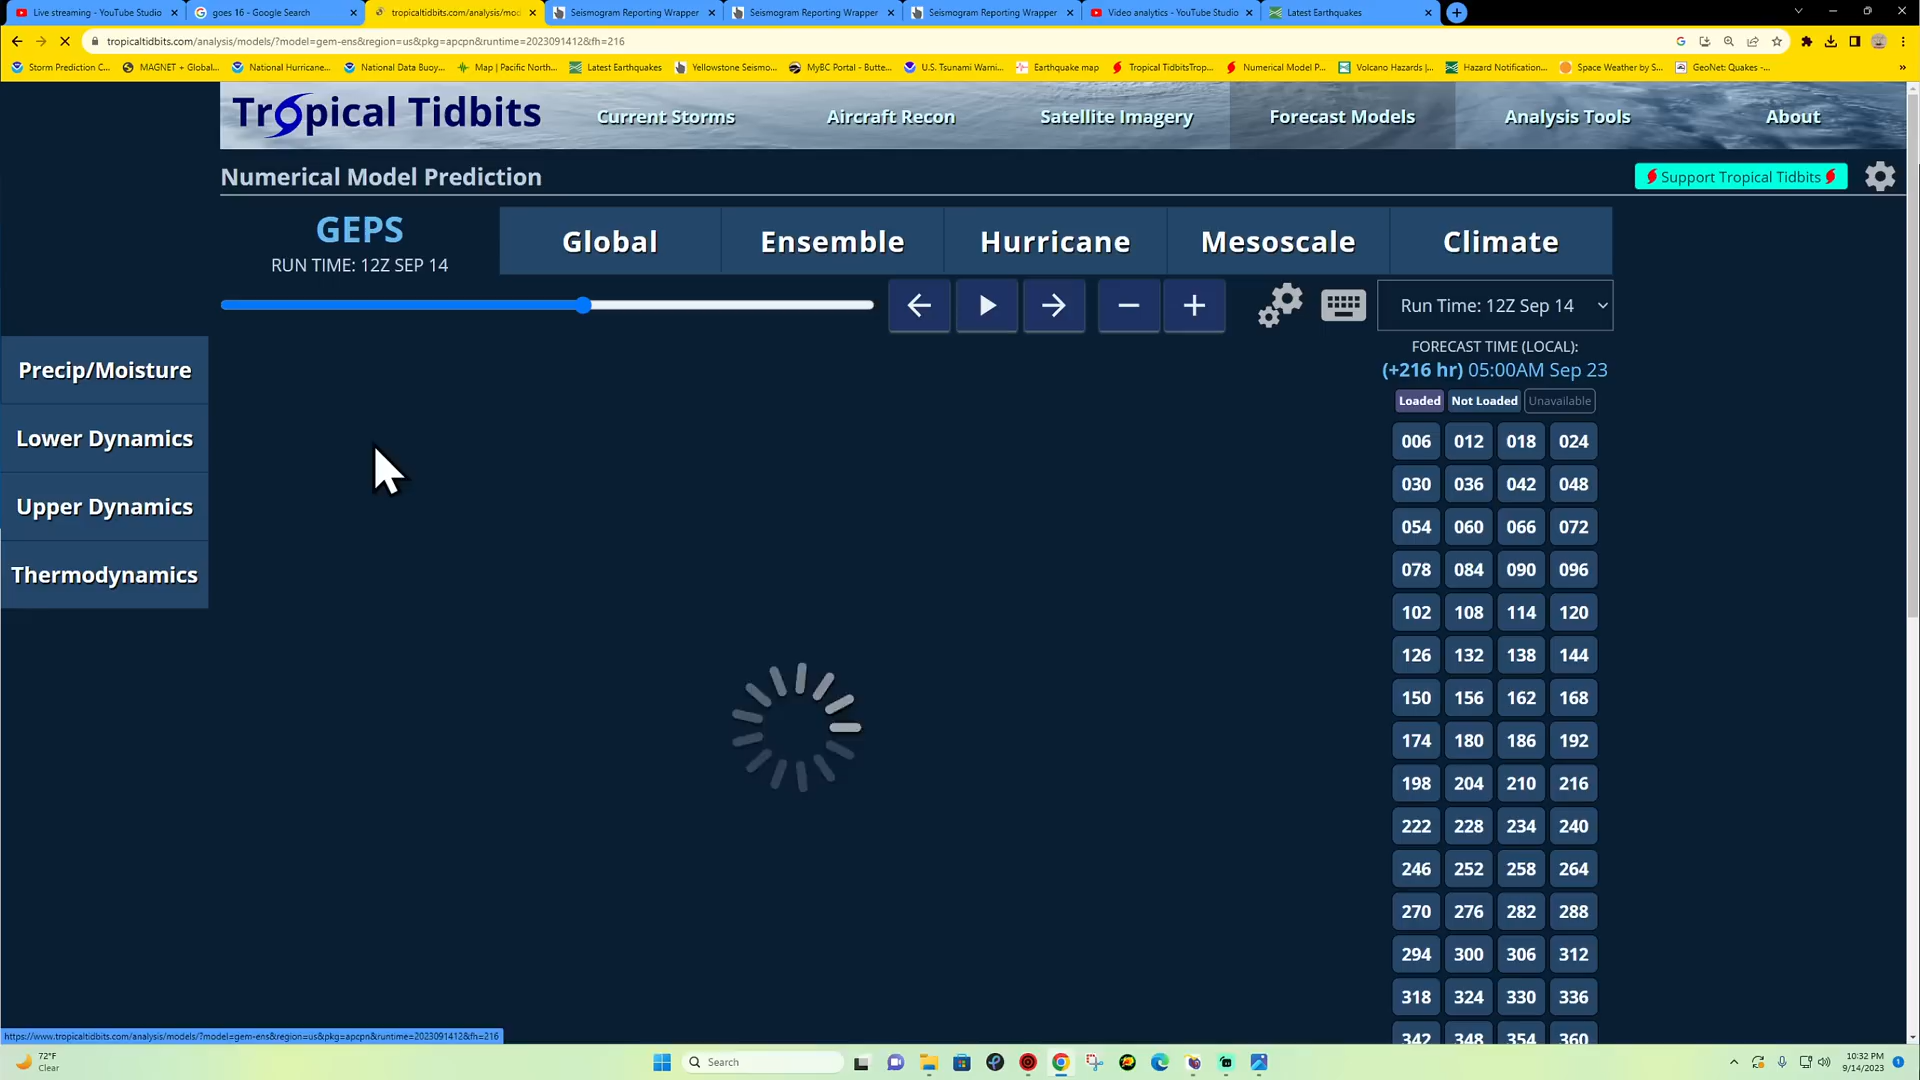 Live streaming - YouTube Studio
goes 16 - Google Search
tropicaltidbits.com/analysis/mod
Seismogram Reporting Wrapper
Seismogram Reporting Wrapper
Seismogram Reporting Wrapper
Video analytics - YouTube Studio
Latest Earthquakes
tropicaltidbits.com/analysis/models/?model=gem-ens&region=us&pkg=apcpn&runtime=2023091412&fh=216
Storm Prediction C...
MAGNET + Global...
National Hurricane...
National Data Buoy...
Map | Pacific North...
Latest Earthquakes
Yellowstone Seismo...
MyBC Portal - Butte...
U.S. Tsunami Warni...
Earthquake map
Tropical TidbitsTrop...
Numerical Model P...
Volcano Hazards |...
Hazard Notification...
Space Weather by S...
GeoNet: Quakes -...
Tropical Tidbits
Current Storms
Aircraft Recon
Satellite Imagery
Forecast Models
Analysis Tools
About
Numerical Model Prediction
Support Tropical Tidbits
GEPS
RUN TIME: 12Z SEP 14
Global
Ensemble
Hurricane
Mesoscale
Climate
Run Time: 12Z Sep 14
FORECAST TIME (LOCAL):
(+216 hr) 05:00AM Sep 23
Loaded Not Loaded Unavailable
Precip/Moisture
Lower Dynamics
Upper Dynamics
Thermodynamics
006 012 018 024
030 036 042 048
054 060 066 072
078 084 090 096
102 108 114 120
126 132 138 144
150 156 162 168
174 180 186 192
198 204 210 216
222 228 234 240
246 252 258 264
270 276 282 288
294 300 306 312
318 324 330 336
342 348 354 360
https://www.tropicaltidbits.com/analysis/models/?model=gem-ens&region=us&pkg=apcpn&runtime=2023091412&fh=216
72°F
Clear
Search
10:32 PM
9/14/2023
1